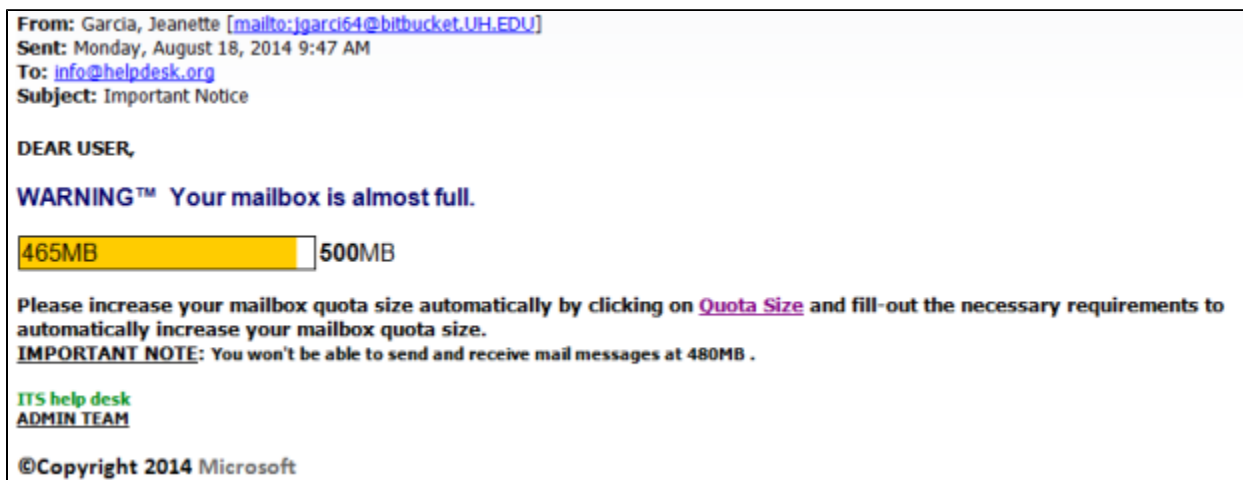 From: Garcia, Jeanette [mailto:jgarci64@bitbucket.UH.EDU]
Sent: Monday, August 18, 2014 9:47 AM
To: info@helpdesk.org
Subject: Important Notice
DEAR USER,
WARNING™ Your mailbox is almost full.
465MB 500MB
Please increase your mailbox quota size automatically by clicking on Quota Size and fill-out the necessary requirements to
automatically increase your mailbox quota size.
IMPORTANT NOTE: You won't be able to send and receive mail messages at 480MB .
ITS help desk
ADMIN TEAM
©Copyright 2014 Microsoft